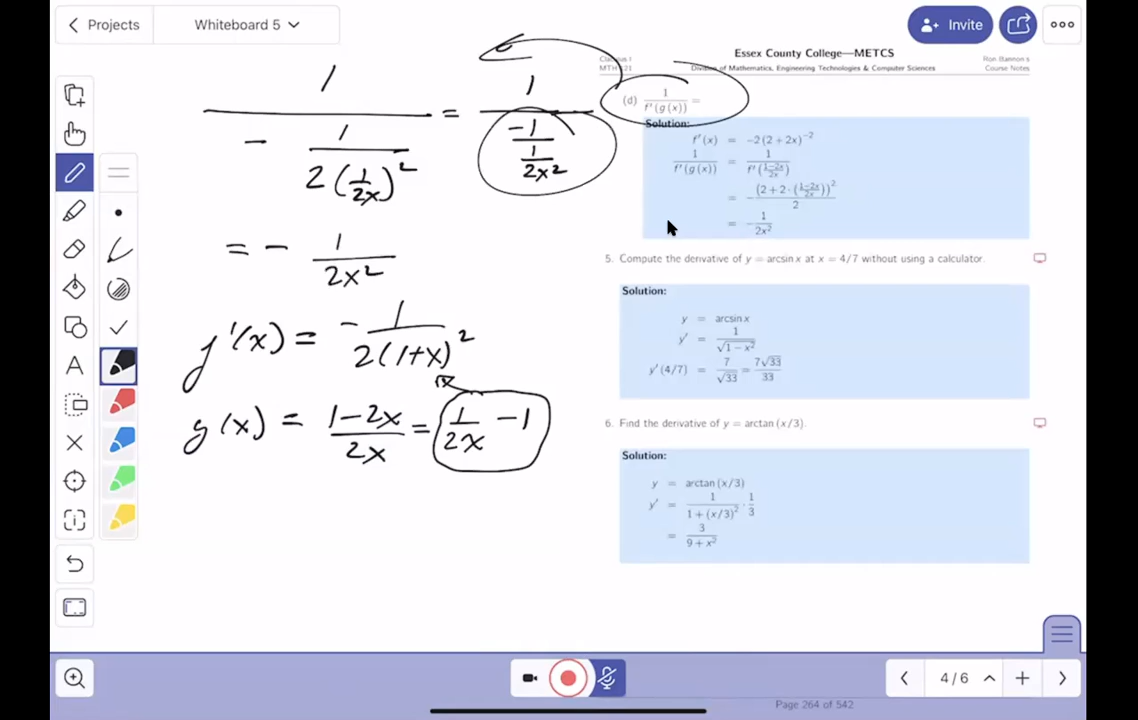 Projects
Whiteboard 5
Invite
1 / (- 1/(2(1/2x)²)) = 1 / (-1/(1/2x²))
= - 1/2x²
f'(x) = - 1/2(1+x)²
g(x) = (1-2x)/2x = 1/2x - 1
Essex County College—METCS
Division of Mathematics, Engineering Technologies & Computer Sciences
Ron Bannon's
Course Notes
(d) 1/f'(g(x)) =
Solution:
f'(x) = -2(2+2x)⁻²
1/f'(g(x)) = 1/f'((1-2x)/2x)
= -(2+2·((1-2x)/2x))²/2
= -1/2x²
5. Compute the derivative of y = arcsin x at x = 4/7 without using a calculator.
Solution:
y = arcsin x
y' = 1/√(1-x²)
y'(4/7) = 7/√33 = 7√33/33
6. Find the derivative of y = arctan (x/3).
Solution:
y = arctan (x/3)
y' = 1/(1+(x/3)²) · 1/3
= 3/(9+x²)
4/6
Page 264 of 542